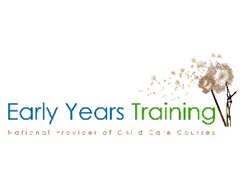 Early Years Training
National Provider of Child Care Courses